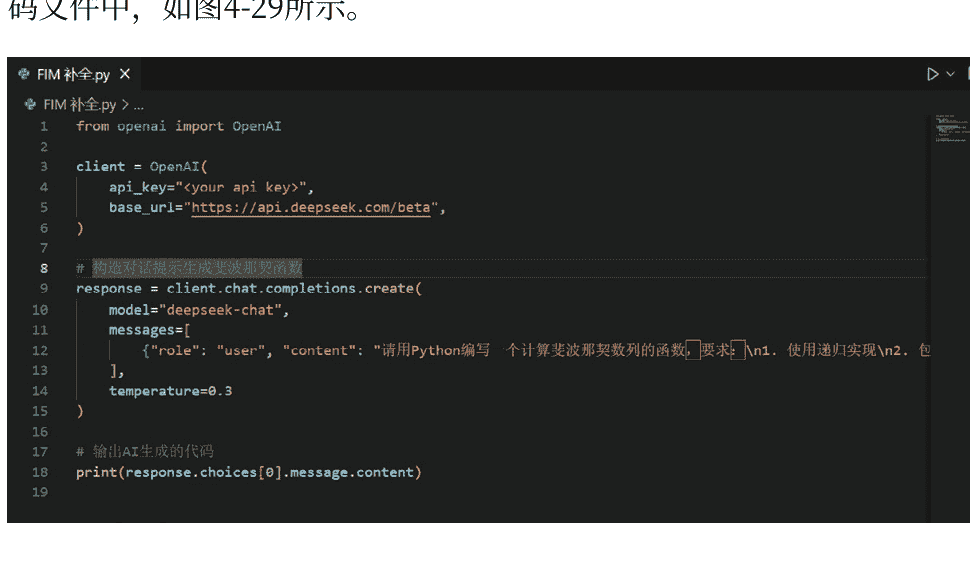 码文件中，如图4-29所示。
FIM 补全.py
FIM 补全.py > ...
1 from openai import OpenAI
2
3 client = OpenAI(
4 api_key="<your api key>",
5 base_url="https://api.deepseek.com/beta",
6 )
7
8 # 构造对话提示生成斐波那契函数
9 response = client.chat.completions.create(
10 model="deepseek-chat",
11 messages=[
12 {"role": "user", "content": "请用Python编写一个计算斐波那契数列的函数，要求：\n1. 使用递归实现\n2. 包
13 ],
14 temperature=0.3
15 )
16
17 # 输出AI生成的代码
18 print(response.choices[0].message.content)
19